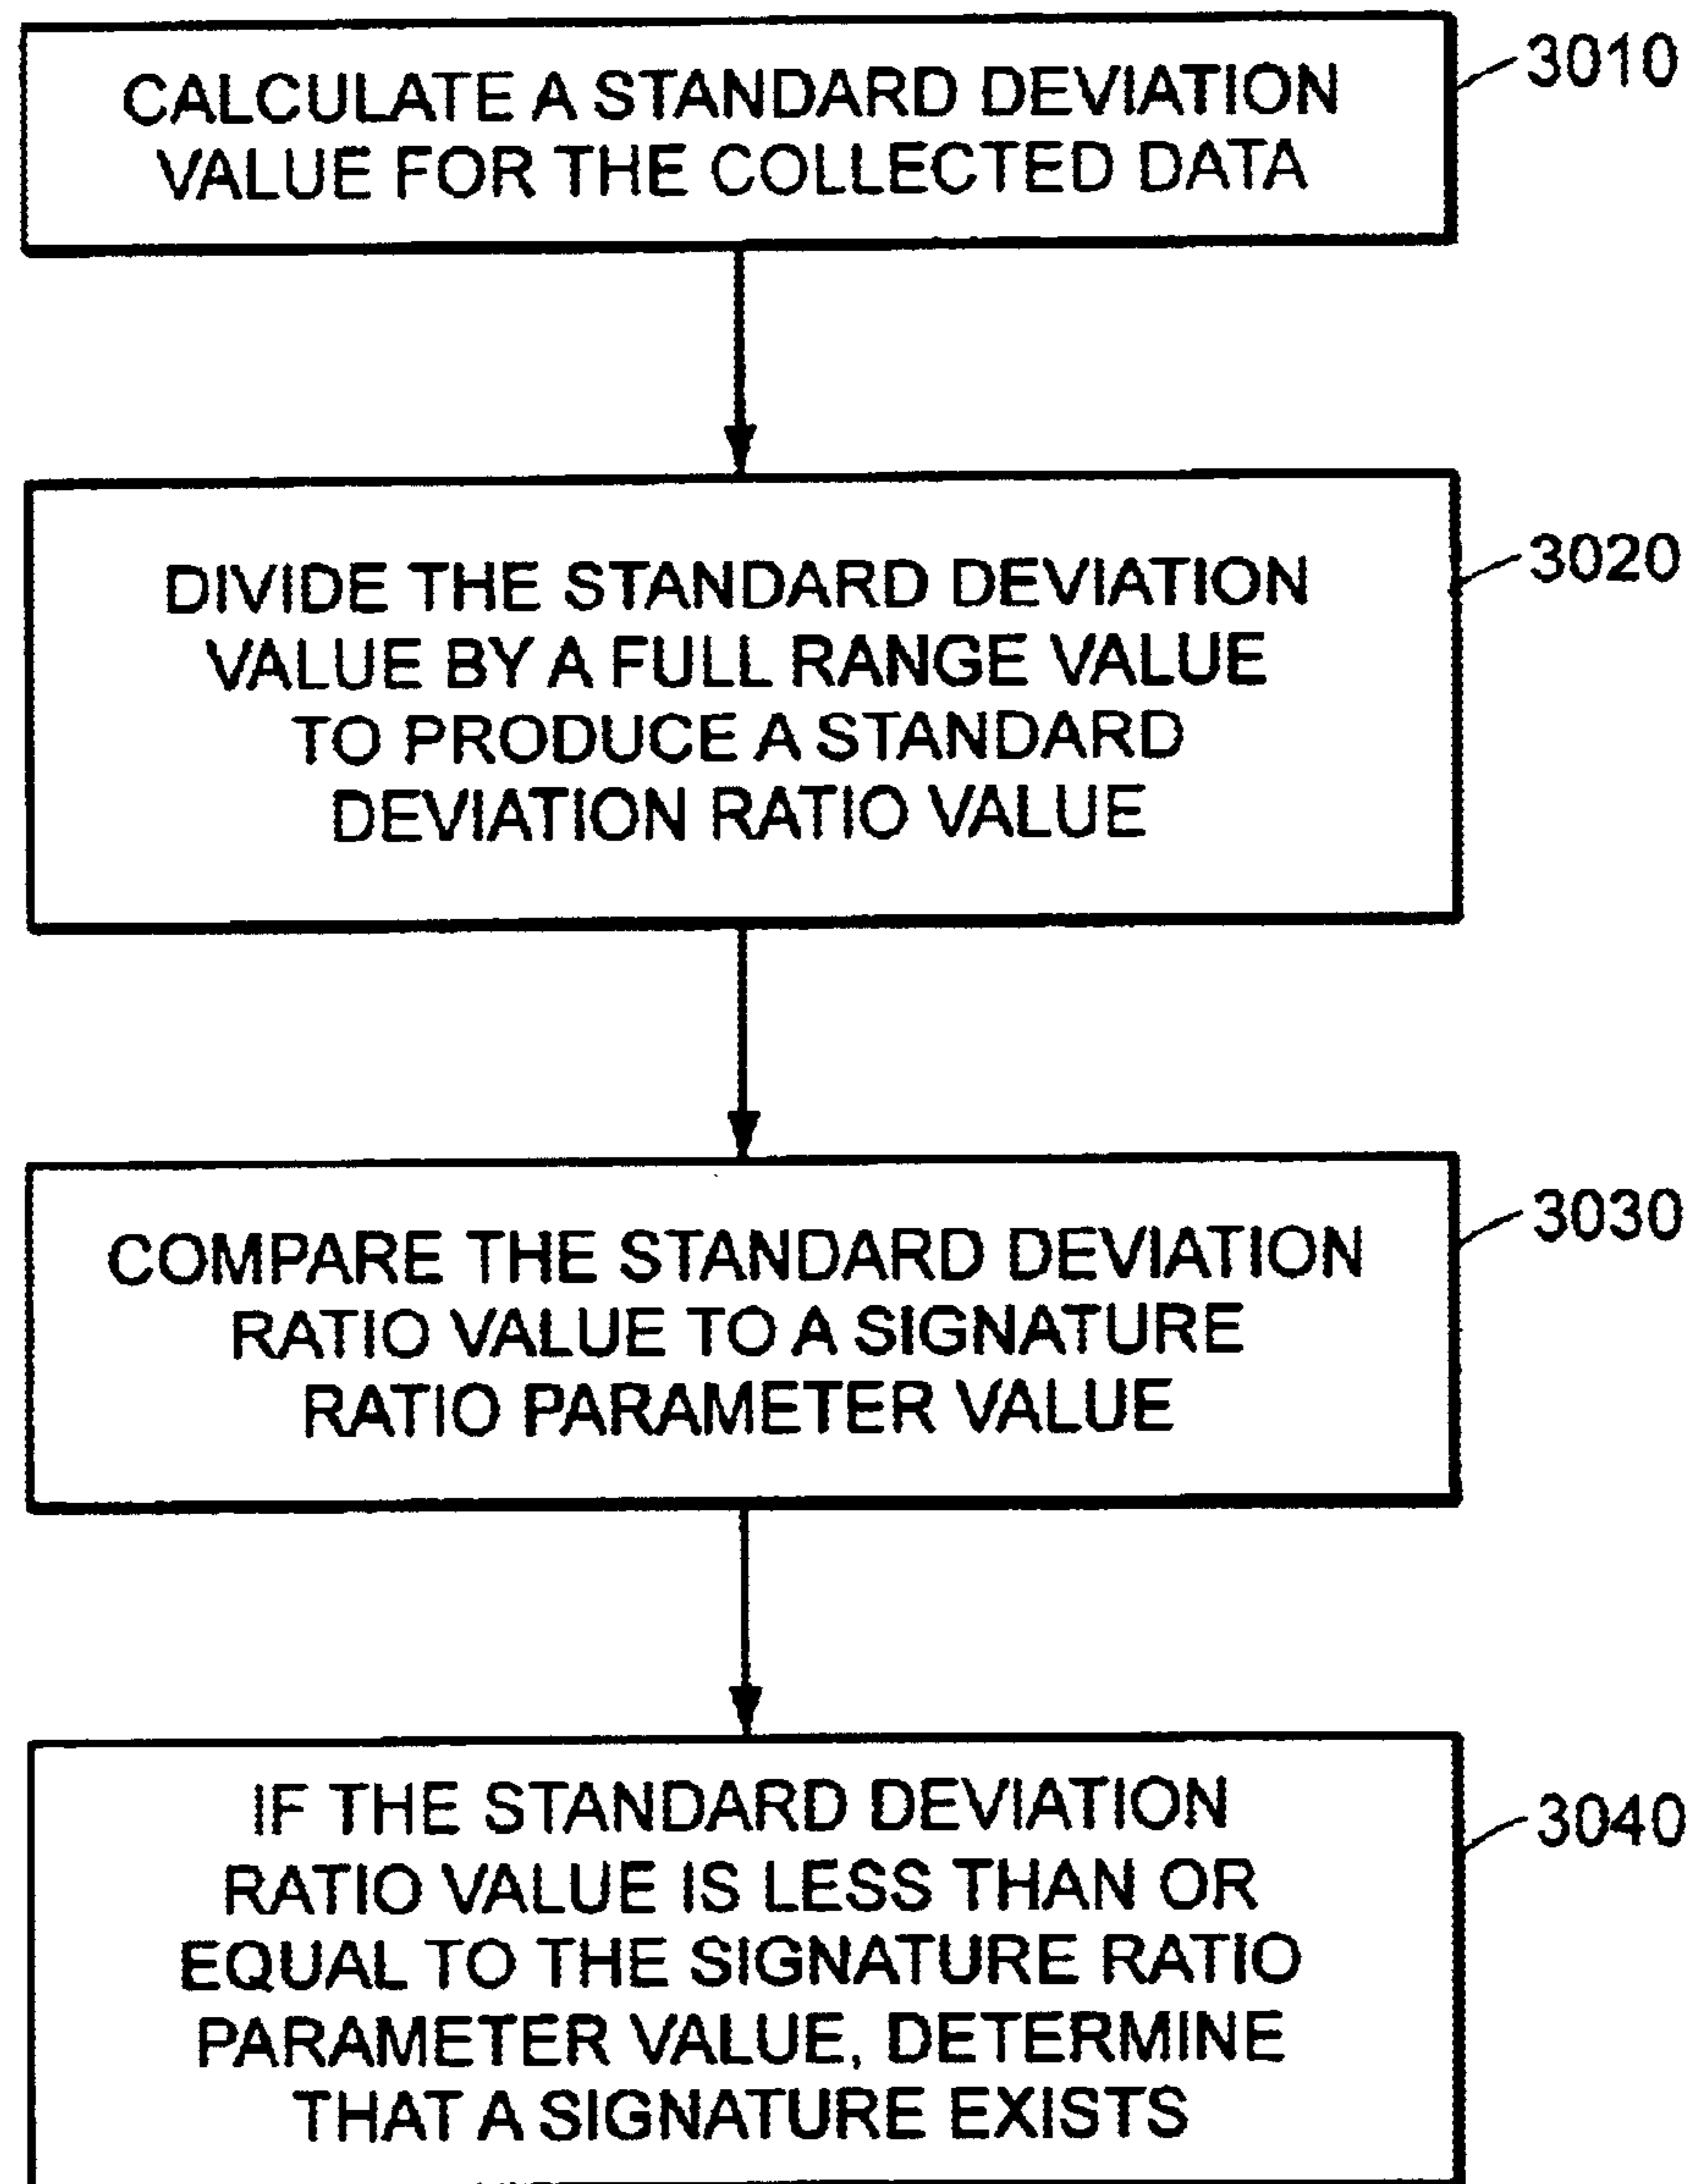 CALCULATE A STANDARD DEVIATION
VALUE FOR THE COLLECTED DATA
3010
DIVIDE THE STANDARD DEVIATION
VALUE BY A FULL RANGE VALUE
TO PRODUCE A STANDARD
DEVIATION RATIO VALUE
3020
COMPARE THE STANDARD DEVIATION
RATIO VALUE TO A SIGNATURE
RATIO PARAMETER VALUE
3030
IF THE STANDARD DEVIATION
RATIO VALUE IS LESS THAN OR
EQUAL TO THE SIGNATURE RATIO
PARAMETER VALUE, DETERMINE
THAT A SIGNATURE EXISTS
3040